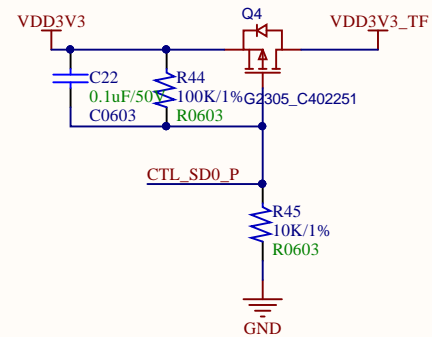 Q4
VDD3V3
VDD3V3_TF
C22
0.1uF/50V
C0603
R44
100K/1%
R0603
G2305_C402251
CTL_SD0_P
R45
10K/1%
R0603
GND